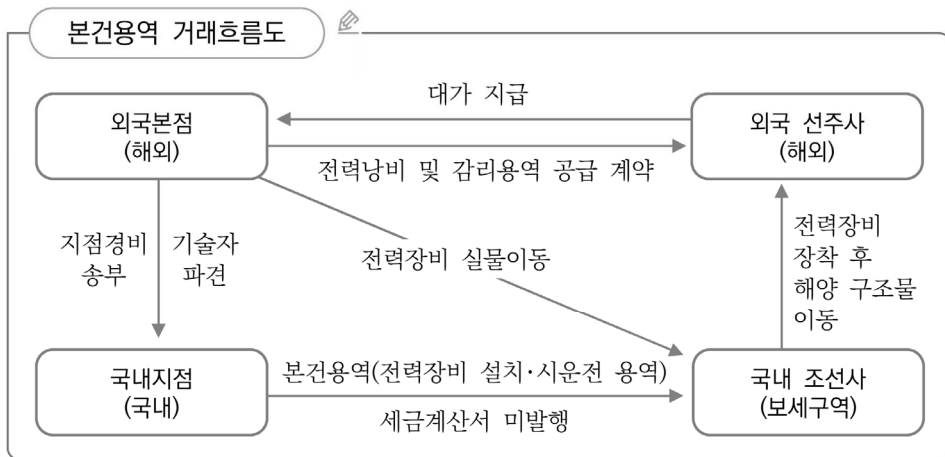 본건용역 거래흐름도
대가 지급
외국본점
(해외)
외국 선주사
(해외)
전력낭비 및 감리용역 공급 계약
지점경비
송부
기술자
파견
전력장비 실물이동
전력장비
장착 후
해양 구조물
이동
국내지점
(국내)
본건용역(전력장비 설치·시운전 용역)
세금계산서 미발행
국내 조선사
(보세구역)